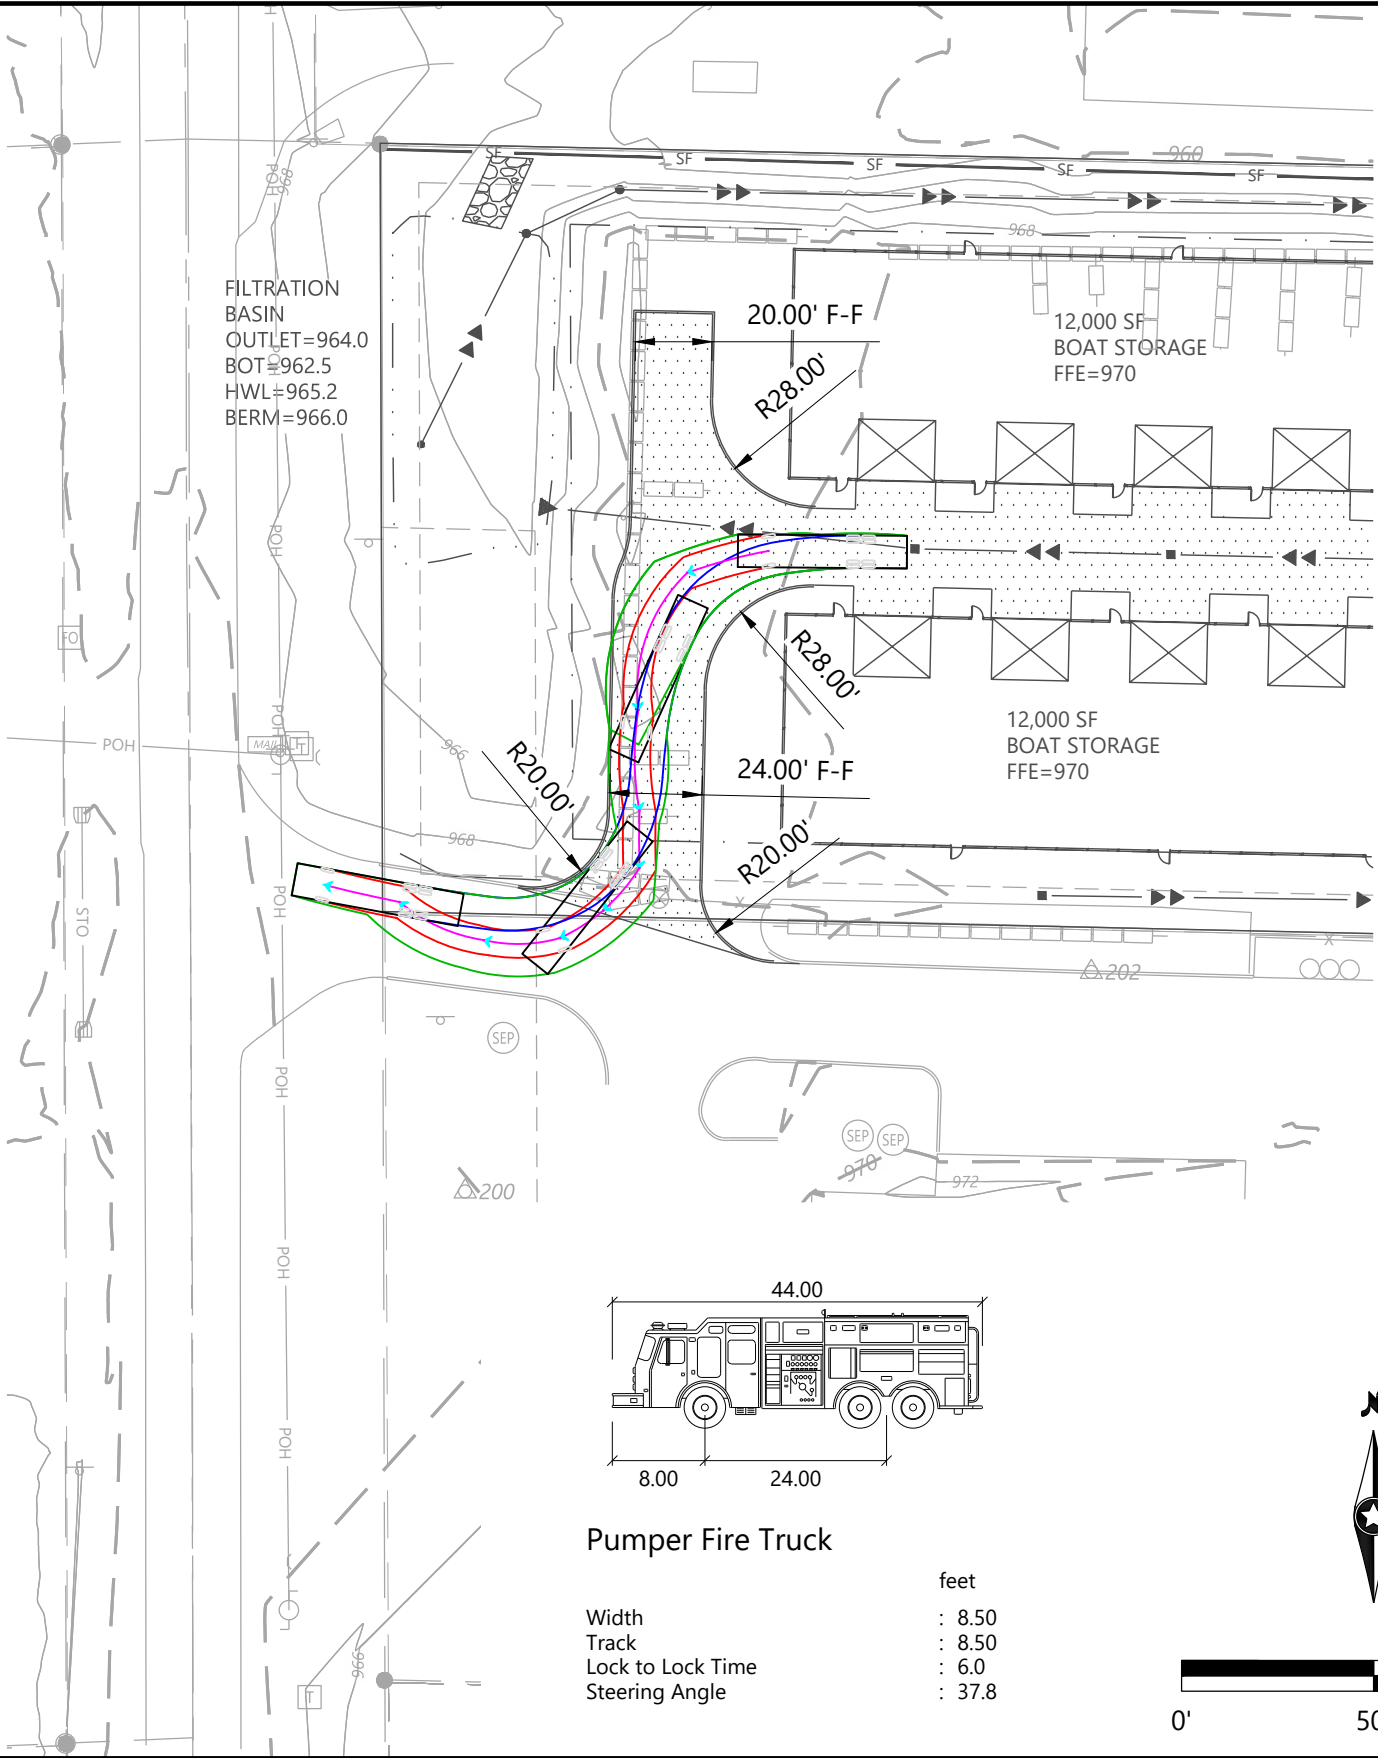 SF
SF
SF
SF
SF
960
POH
968
968
FILTRATION
BASIN
OUTLET=964.0
BOT=962.5
HWL=965.2
BERM=966.0
POH
20.00' F-F
12,000 SF
BOAT STORAGE
FFE=970
R28.00'
POH
FO
R28.00'
POH
POH
966
12,000 SF
BOAT STORAGE
FFE=970
R20.00'
24.00' F-F
968
R20.00'
POH
STO
X
X
202
SEP
POH
SEP
SEP
970
972
200
POH
POH
44.00
8.00
24.00
Pumper Fire Truck
feet
Width : 8.50
Track : 8.50
Lock to Lock Time : 6.0
Steering Angle : 37.8
966
T
0'